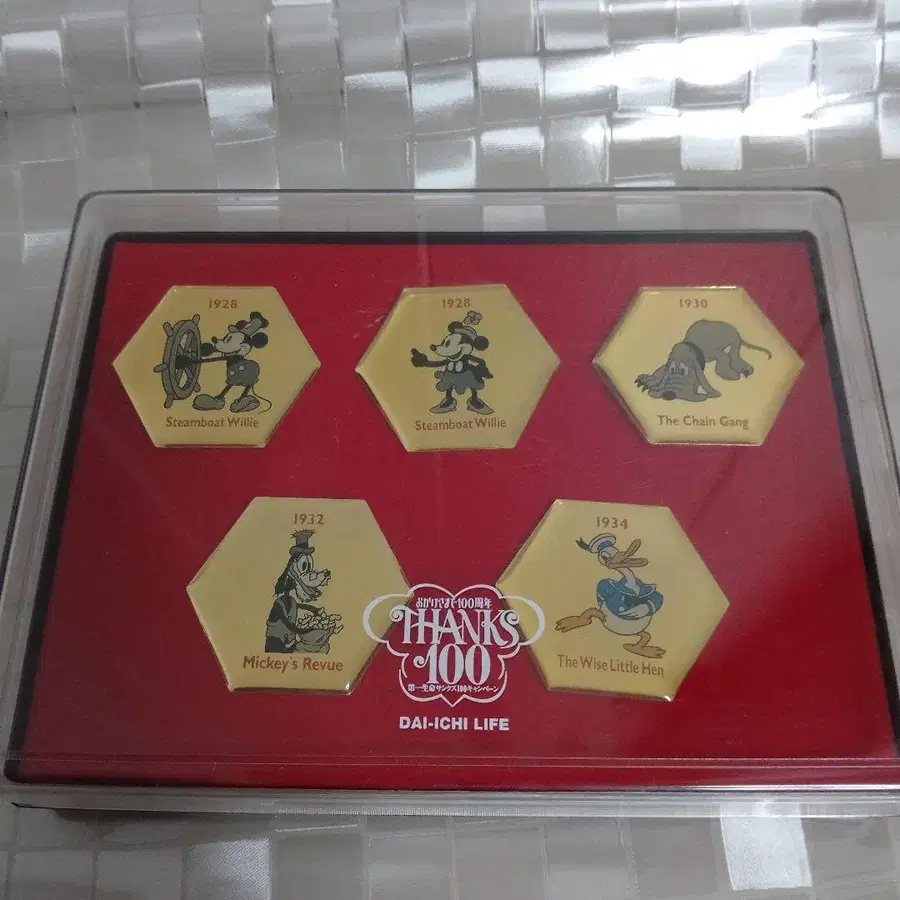 1928
Steamboat Willie
1928
Steamboat Willie
1930
The Chain Gang
1932
Mickey's Revue
1934
The Wise Little Hen
おかげさまで100周年
THANKS
100
第一生命サンクス100キャンペーン
DAI-ICHI LIFE